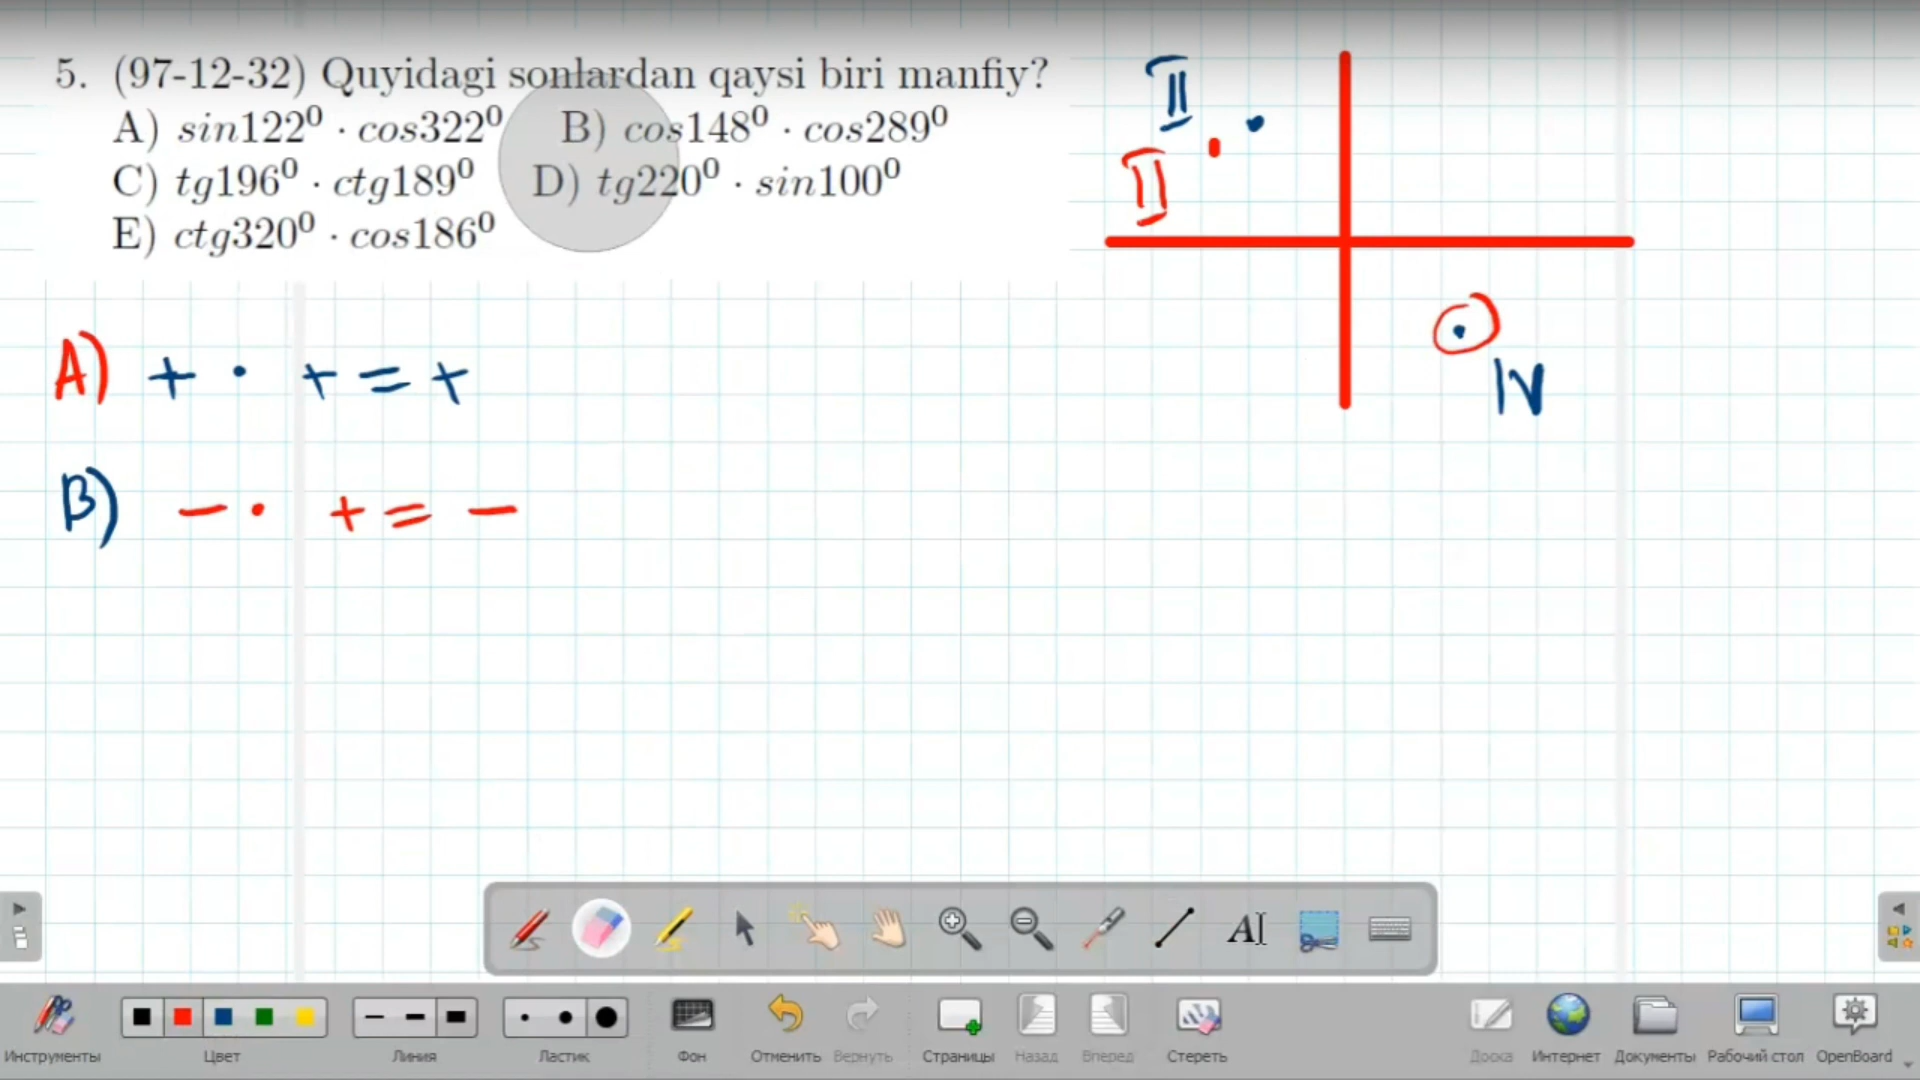 5. (97-12-32) Quyidagi sonlardan qaysi biri manfiy?
A) sin122⁰ · cos322⁰ B) cos148⁰ · cos289⁰
C) tg196⁰ · ctg189⁰ D) tg220⁰ · sin100⁰
E) ctg320⁰ · cos186⁰
II
II
IV
A) + · + = +
B) − · + = −
A
Инструменты Цвет Линия Ластик Фон Отменить Вернуть Страницы Назад Вперед Стереть Доска Интернет Документы Рабочий стол OpenBoard